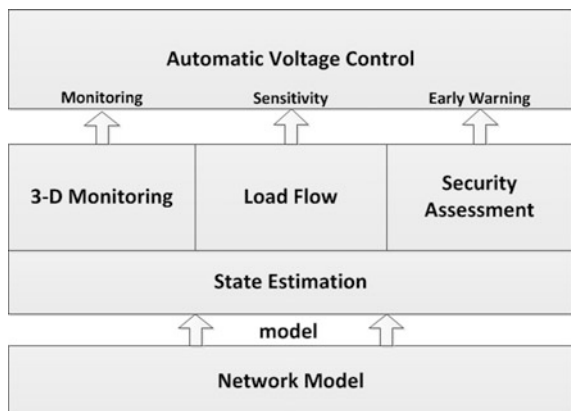 Automatic Voltage Control
Monitoring Sensitivity Early Warning
3-D Monitoring Load Flow Security
Assessment
State Estimation
model
Network Model